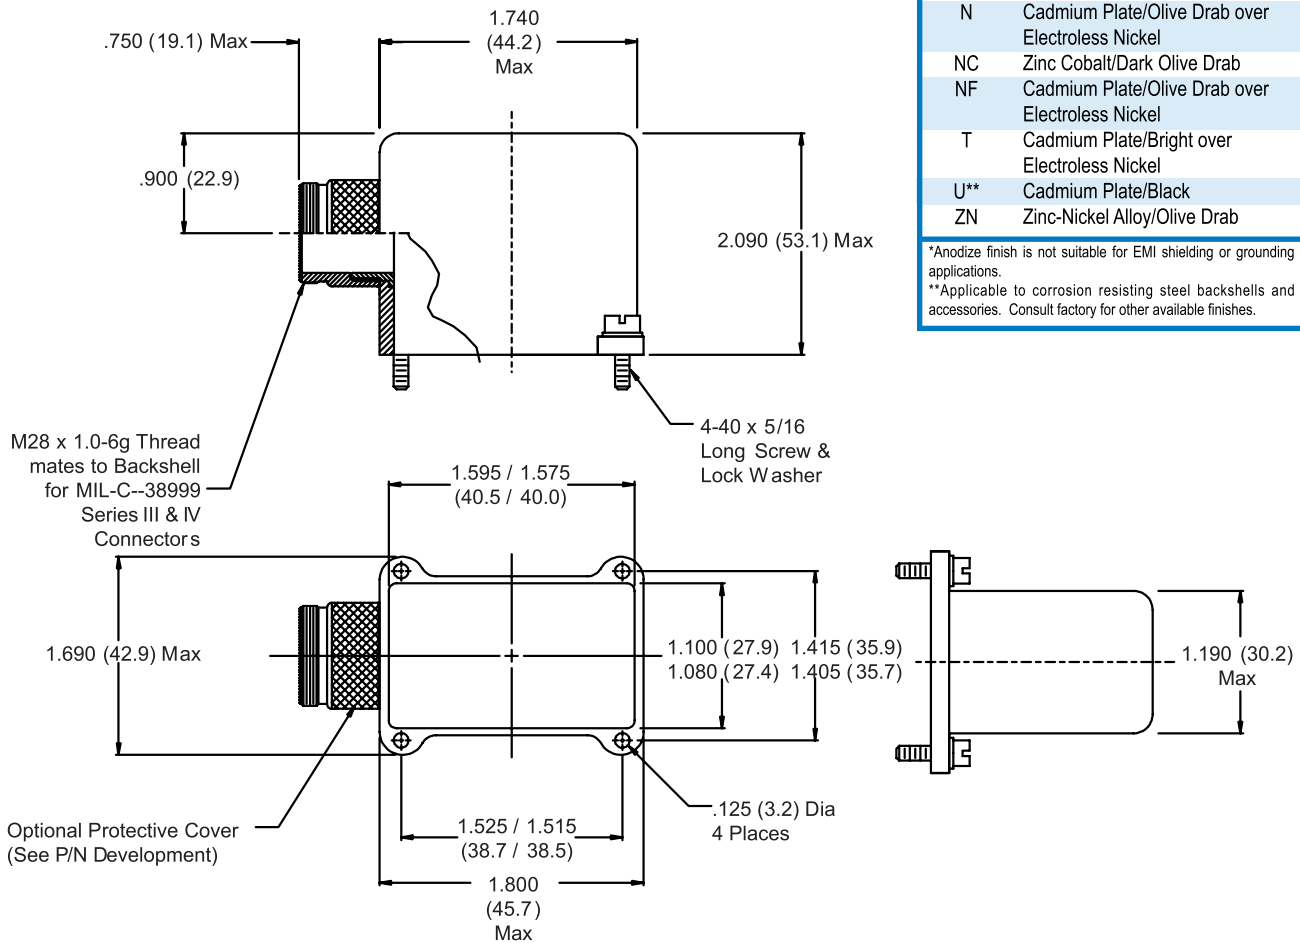 1.740
(44.2)
Max
.750 (19.1) Max
.900 (22.9)
2.090 (53.1) Max
M28 x 1.0-6g Thread
mates to Backshell
for MIL-C--38999
Series III & IV
Connectors
4-40 x 5/16
Long Screw &
Lock Washer
N Cadmium Plate/Olive Drab over
Electroless Nickel
NC Zinc Cobalt/Dark Olive Drab
NF Cadmium Plate/Olive Drab over
Electroless Nickel
T Cadmium Plate/Bright over
Electroless Nickel
U** Cadmium Plate/Black
ZN Zinc-Nickel Alloy/Olive Drab
*Anodize finish is not suitable for EMI shielding or grounding
applications.
**Applicable to corrosion resisting steel backshells and
accessories. Consult factory for other available finishes.
1.595 / 1.575
(40.5 / 40.0)
1.690 (42.9) Max
1.100 (27.9) 1.415 (35.9)
1.080 (27.4) 1.405 (35.7)
1.190 (30.2)
Max
Optional Protective Cover
(See P/N Development)
1.525 / 1.515
(38.7 / 38.5)
.125 (3.2) Dia
4 Places
1.800
(45.7)
Max